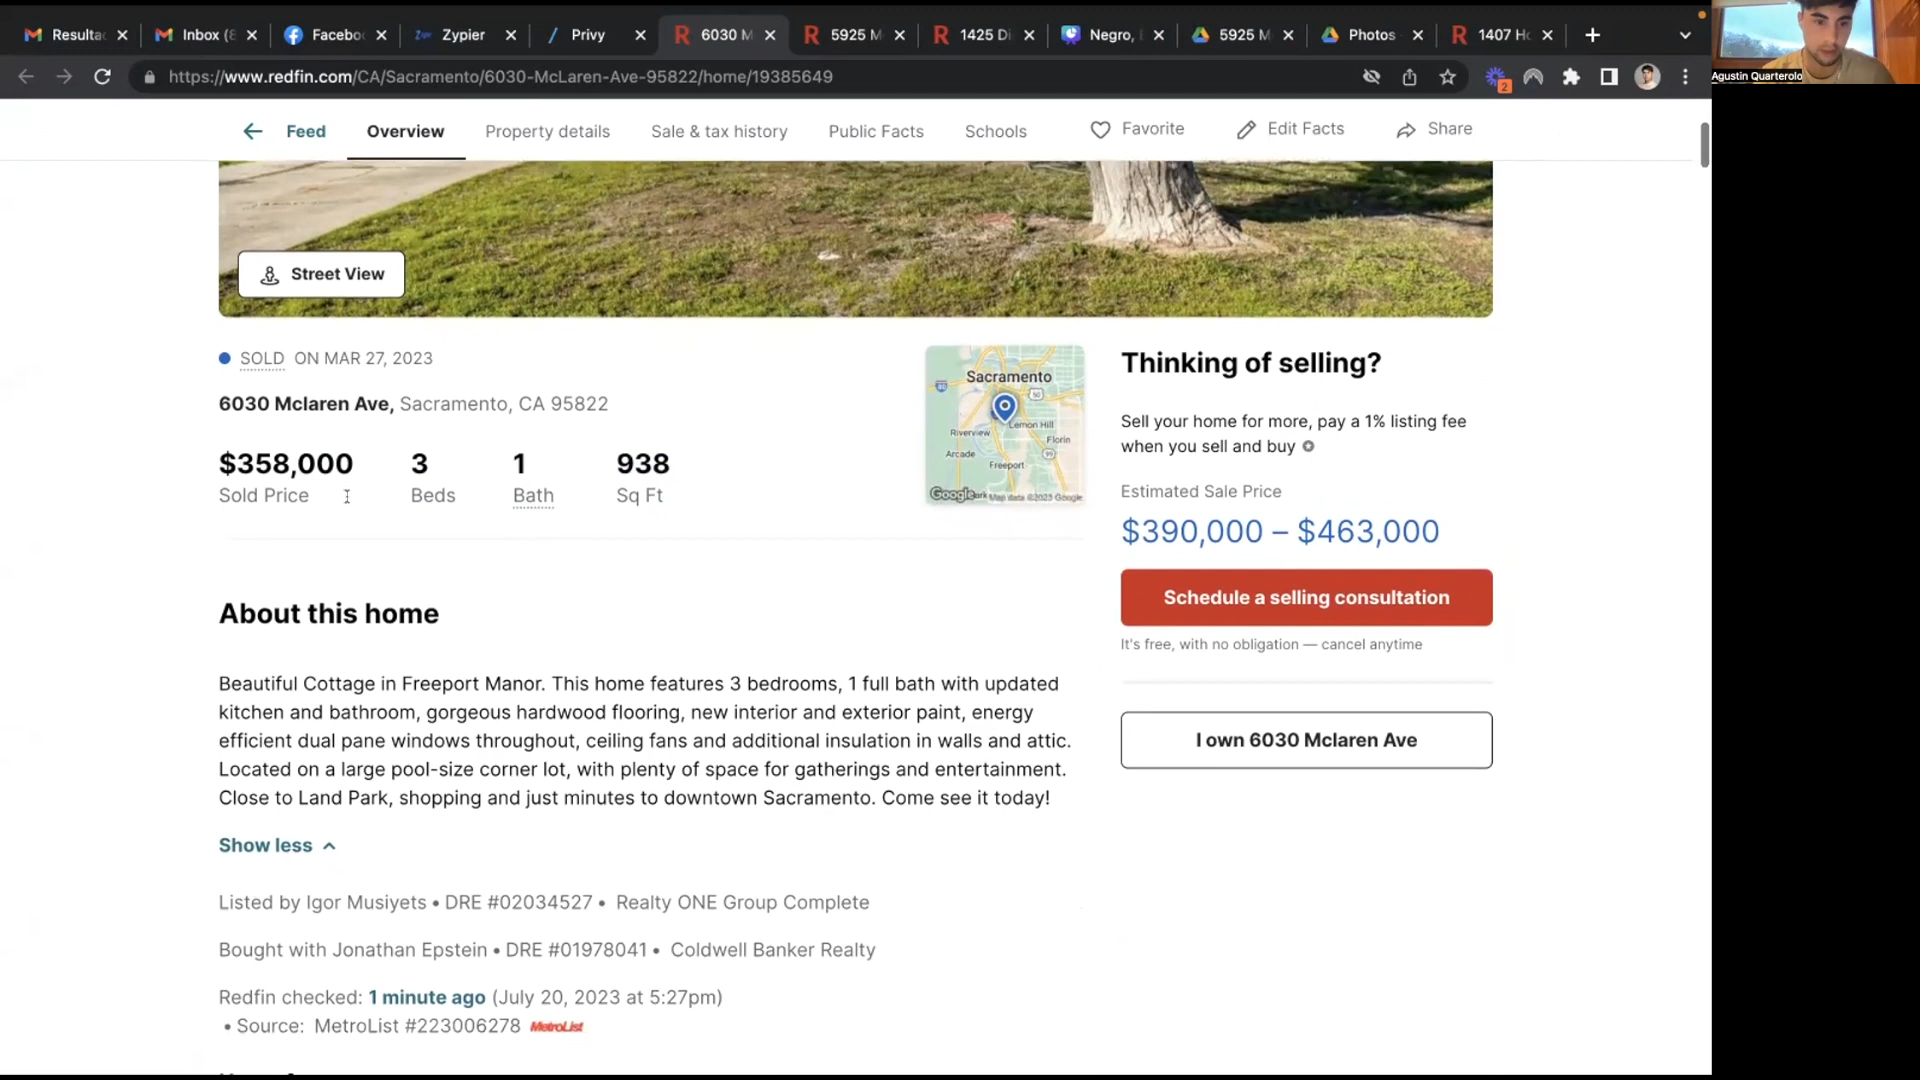 Resulta
Inbox (8
Facebo
Zypier
Privy
6030 M
5925 M
1425 Di
Negro,
5925 M
Photos
1407 H
https://www.redfin.com/CA/Sacramento/6030-McLaren-Ave-95822/home/19385649
2
Agustin Quarterolo
Feed
Overview
Property details
Sale & tax history
Public Facts
Schools
Favorite
Edit Facts
Share
Street View
SOLD ON MAR 27, 2023
6030 Mclaren Ave, Sacramento, CA 95822
$358,000
Sold Price
3
Beds
1
Bath
938
Sq Ft
Sacramento
50
Lemon Hill
Riverview
Florin
Arcade
99
Freeport
Google
Map data ©2023 Google
Thinking of selling?
Sell your home for more, pay a 1% listing fee
when you sell and buy
Estimated Sale Price
$390,000 – $463,000
Schedule a selling consultation
It's free, with no obligation — cancel anytime
I own 6030 Mclaren Ave
About this home
Beautiful Cottage in Freeport Manor. This home features 3 bedrooms, 1 full bath with updated
kitchen and bathroom, gorgeous hardwood flooring, new interior and exterior paint, energy
efficient dual pane windows throughout, ceiling fans and additional insulation in walls and attic.
Located on a large pool-size corner lot, with plenty of space for gatherings and entertainment.
Close to Land Park, shopping and just minutes to downtown Sacramento. Come see it today!
Show less
Listed by Igor Musiyets • DRE #02034527 • Realty ONE Group Complete
Bought with Jonathan Epstein • DRE #01978041 • Coldwell Banker Realty
Redfin checked: 1 minute ago (July 20, 2023 at 5:27pm)
• Source: MetroList #223006278 MetroList